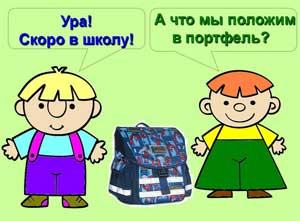 Ура!
Скоро в школу!
А что мы положим
в портфель?